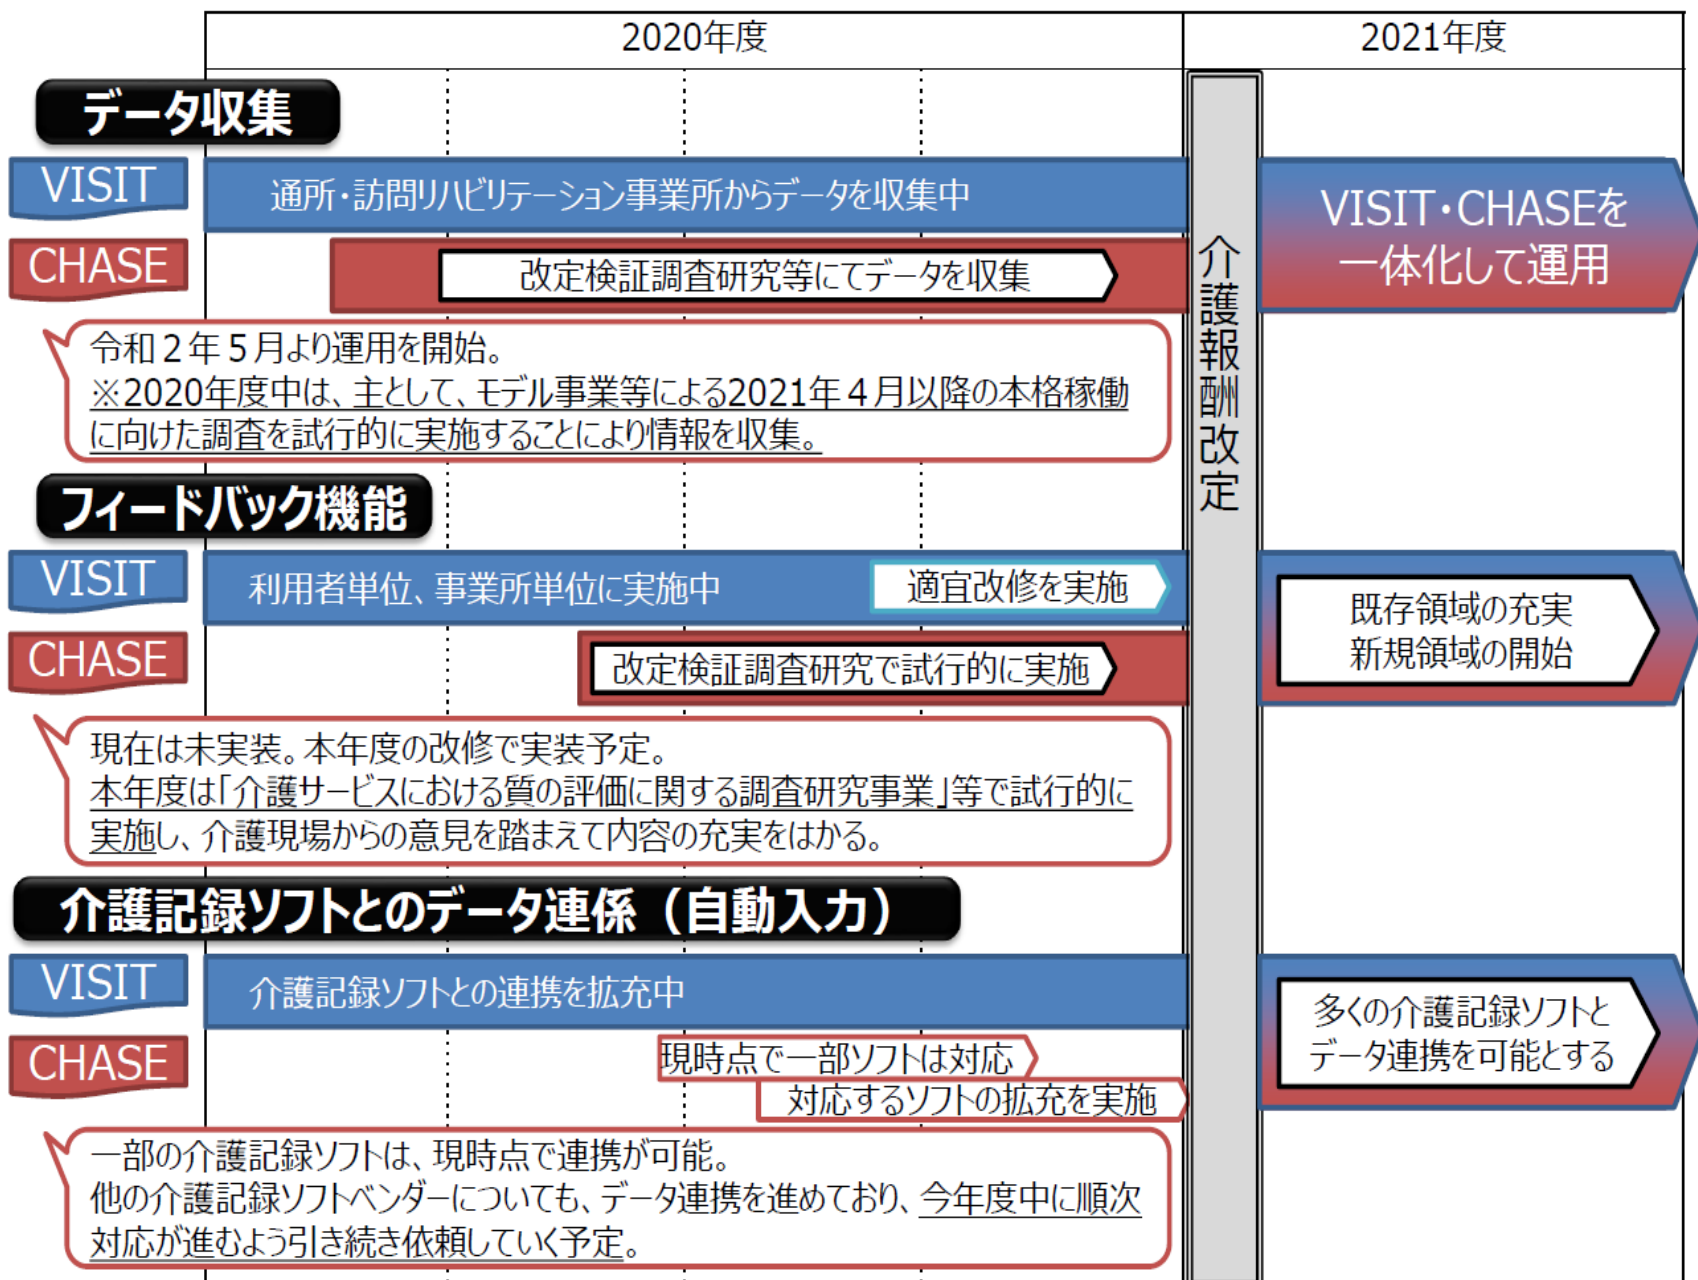 2020年度
2021年度
データ収集
VISIT
通所・訪問リハビリテーション事業所からデータを収集中
CHASE
改定検証調査研究等にてデータを収集
VISIT・CHASEを
一体化して運用
介護報酬改定
令和２年５月より運用を開始。
※2020年度中は、主として、モデル事業等による2021年４月以降の本格稼働
に向けた調査を試行的に実施することにより情報を収集。
フィードバック機能
VISIT
利用者単位、事業所単位に実施中
適宜改修を実施
CHASE
改定検証調査研究で試行的に実施
既存領域の充実
新規領域の開始
現在は未実装。本年度の改修で実装予定。
本年度は「介護サービスにおける質の評価に関する調査研究事業」等で試行的に
実施し、介護現場からの意見を踏まえて内容の充実をはかる。
介護記録ソフトとのデータ連係（自動入力）
VISIT
介護記録ソフトとの連携を拡充中
CHASE
現時点で一部ソフトは対応
対応するソフトの拡充を実施
多くの介護記録ソフトと
データ連携を可能とする
一部の介護記録ソフトは、現時点で連携が可能。
他の介護記録ソフトベンダーについても、データ連携を進めており、今年度中に順次
対応が進むよう引き続き依頼していく予定。